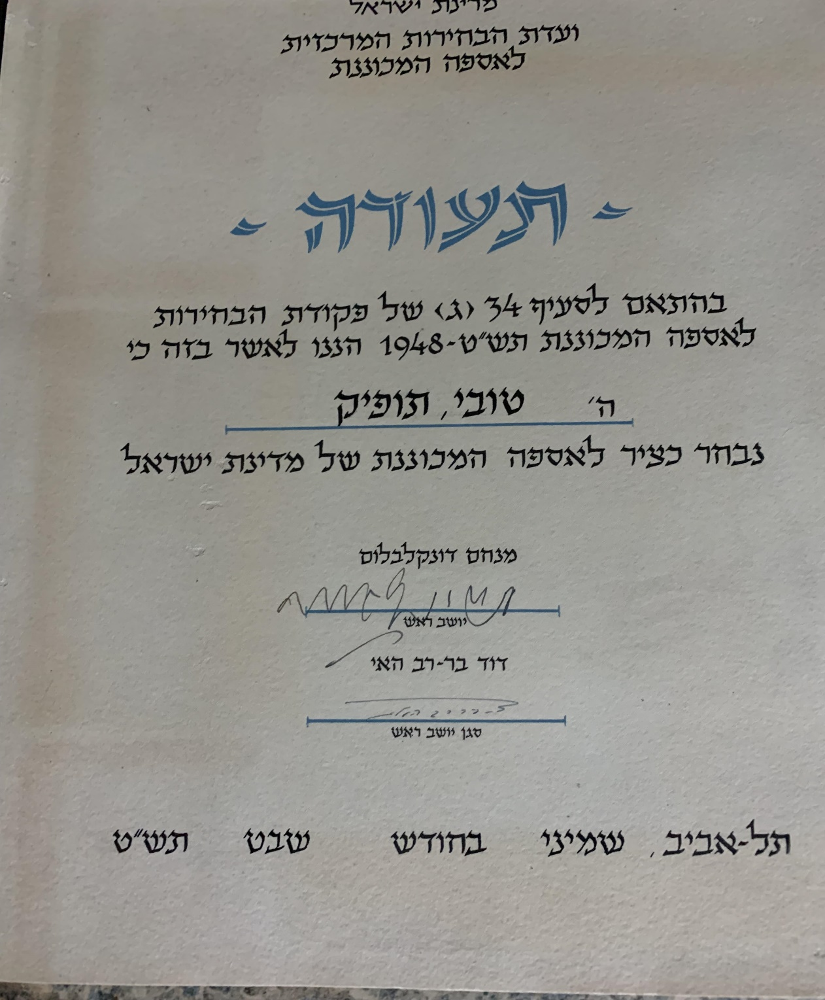 מדינת ישראל
ועדת הבחירות המרכזית
לאספה המכוננת
- תעודה -
בהתאם לסעיף 34 (ג) של פקודת הבחירות
לאספה המכוננת תש"ט-1948 הננו לאשר בזה כי
ה' טובי, תופיק
נבחר כציר לאספה המכוננת של מדינת ישראל
מנחם דונקלבלום
יושב ראש
דוד בר-רב האי
סגן יושב ראש
תל-אביב, שמיני בחודש שבט תש"ט